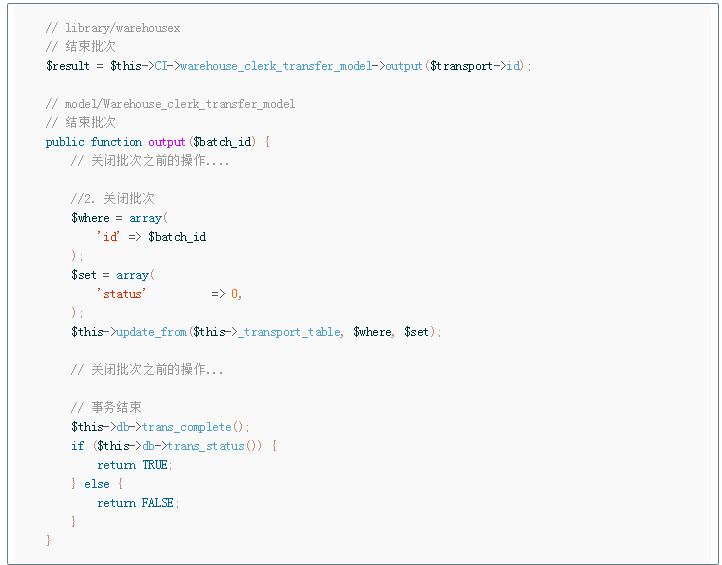 // library/warehousex
// 结束批次
$result = $this->CI->warehouse_clerk_transfer_model->output($transport->id);
// model/Warehouse_clerk_transfer_model
// 结束批次
public function output($batch_id) {
// 关闭批次之前的操作....
//2. 关闭批次
$where = array(
'id' => $batch_id
);
$set = array(
'status' => 0,
);
$this->update_from($this->_transport_table, $where, $set);
// 关闭批次之前的操作...
// 事务结束
$this->db->trans_complete();
if ($this->db->trans_status()) {
return TRUE;
} else {
return FALSE;
}
}